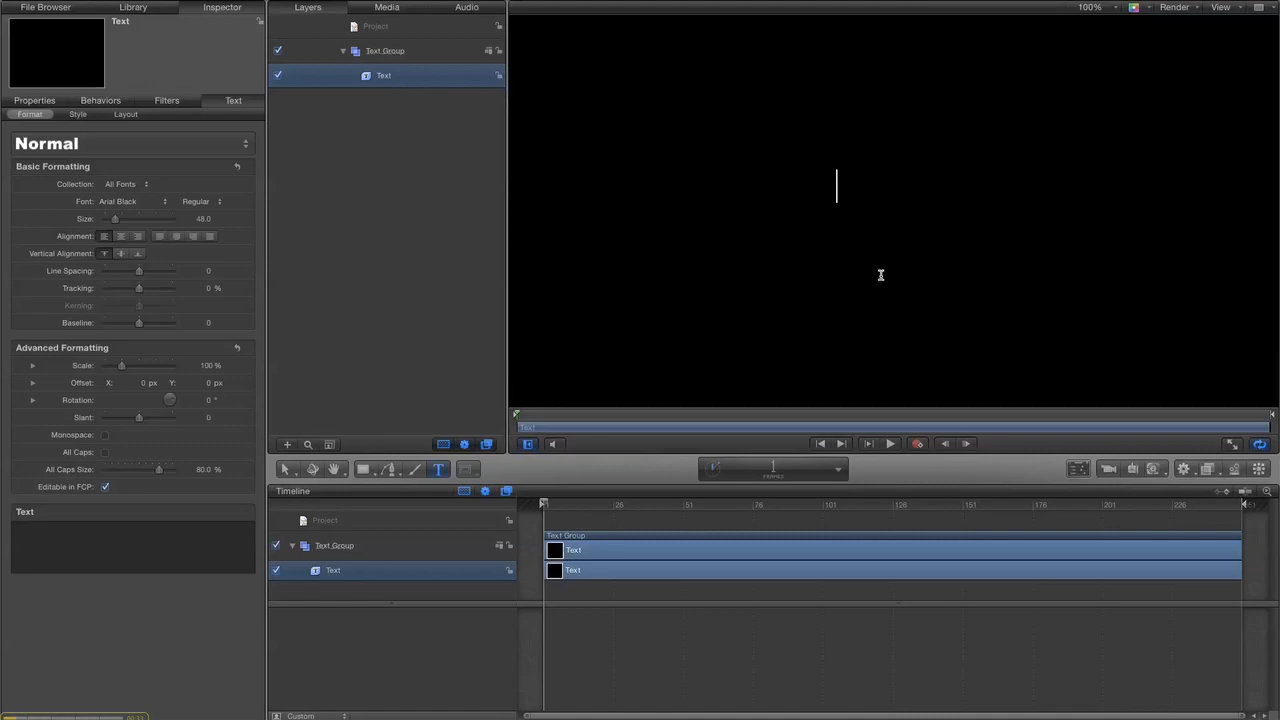 File Browser Library Inspector Layers Media Audio 100% Render View
Text
Project
Text Group
Text
Properties Behaviors Filters Text
Format Style Layout
Normal
Basic Formatting
Collection: All Fonts
Font: Arial Black Regular
Size: 48.0
Alignment:
Vertical Alignment:
Line Spacing: 0
Tracking: 0 %
Kerning:
Baseline: 0
Advanced Formatting
Scale: 100 %
Offset: X: 0 px Y: 0 px
Rotation: 0 °
Slant: 0
Monospace:
All Caps:
All Caps Size: 80.0 %
Editable in FCP:
Text
Text
T
1
FRAMES
Timeline
26 51 76 101 126 151 176 201 226
Project
Text Group Text Group
Text
Text Text
Custom